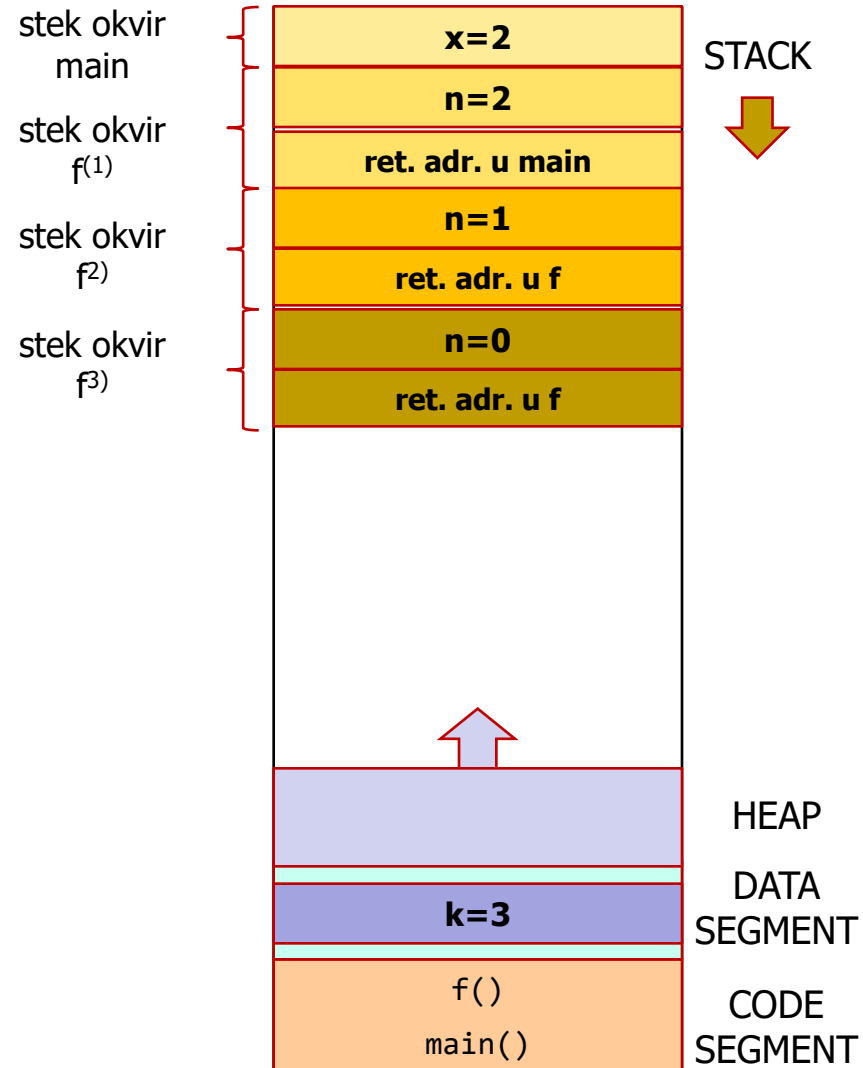 stek okvir
main
x=2
STACK
n=2
stek okvir
f(1)
ret. adr. u main
n=1
stek okvir
f2)
ret. adr. u f
n=0
stek okvir
f3)
ret. adr. u f
HEAP
DATA
SEGMENT
k=3
f()
main()
CODE
SEGMENT